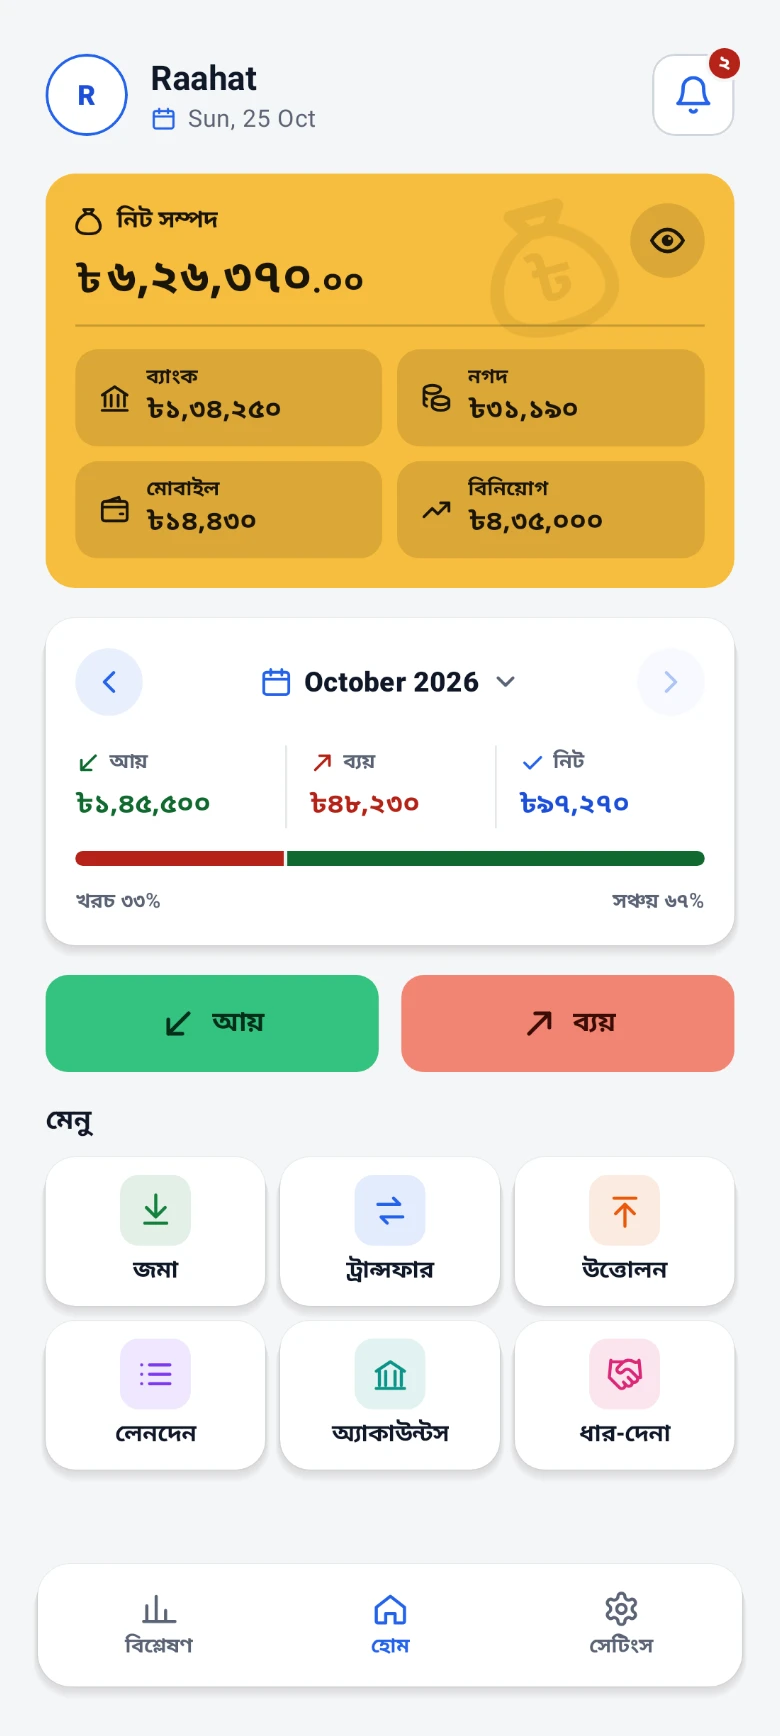 R
Raahat
Sun, 25 Oct
২
নিট সম্পদ
৳৬,২৬,৩৭০.০০
৳
ব্যাংক
৳১,৩৪,২৫০
নগদ
৳৩১,১৯০
মোবাইল
৳১৪,৪৩০
বিনিয়োগ
৳৪,৩৫,০০০
October 2026
আয়
৳১,৪৫,৫০০
ব্যয়
৳৪৮,২৩০
নিট
৳৯৭,২৭০
খরচ ৩৩%
সঞ্চয় ৬৭%
আয়
ব্যয়
মেনু
জমা
ট্রান্সফার
উত্তোলন
লেনদেন
অ্যাকাউন্টস
ধার-দেনা
বিশ্লেষণ
হোম
সেটিংস